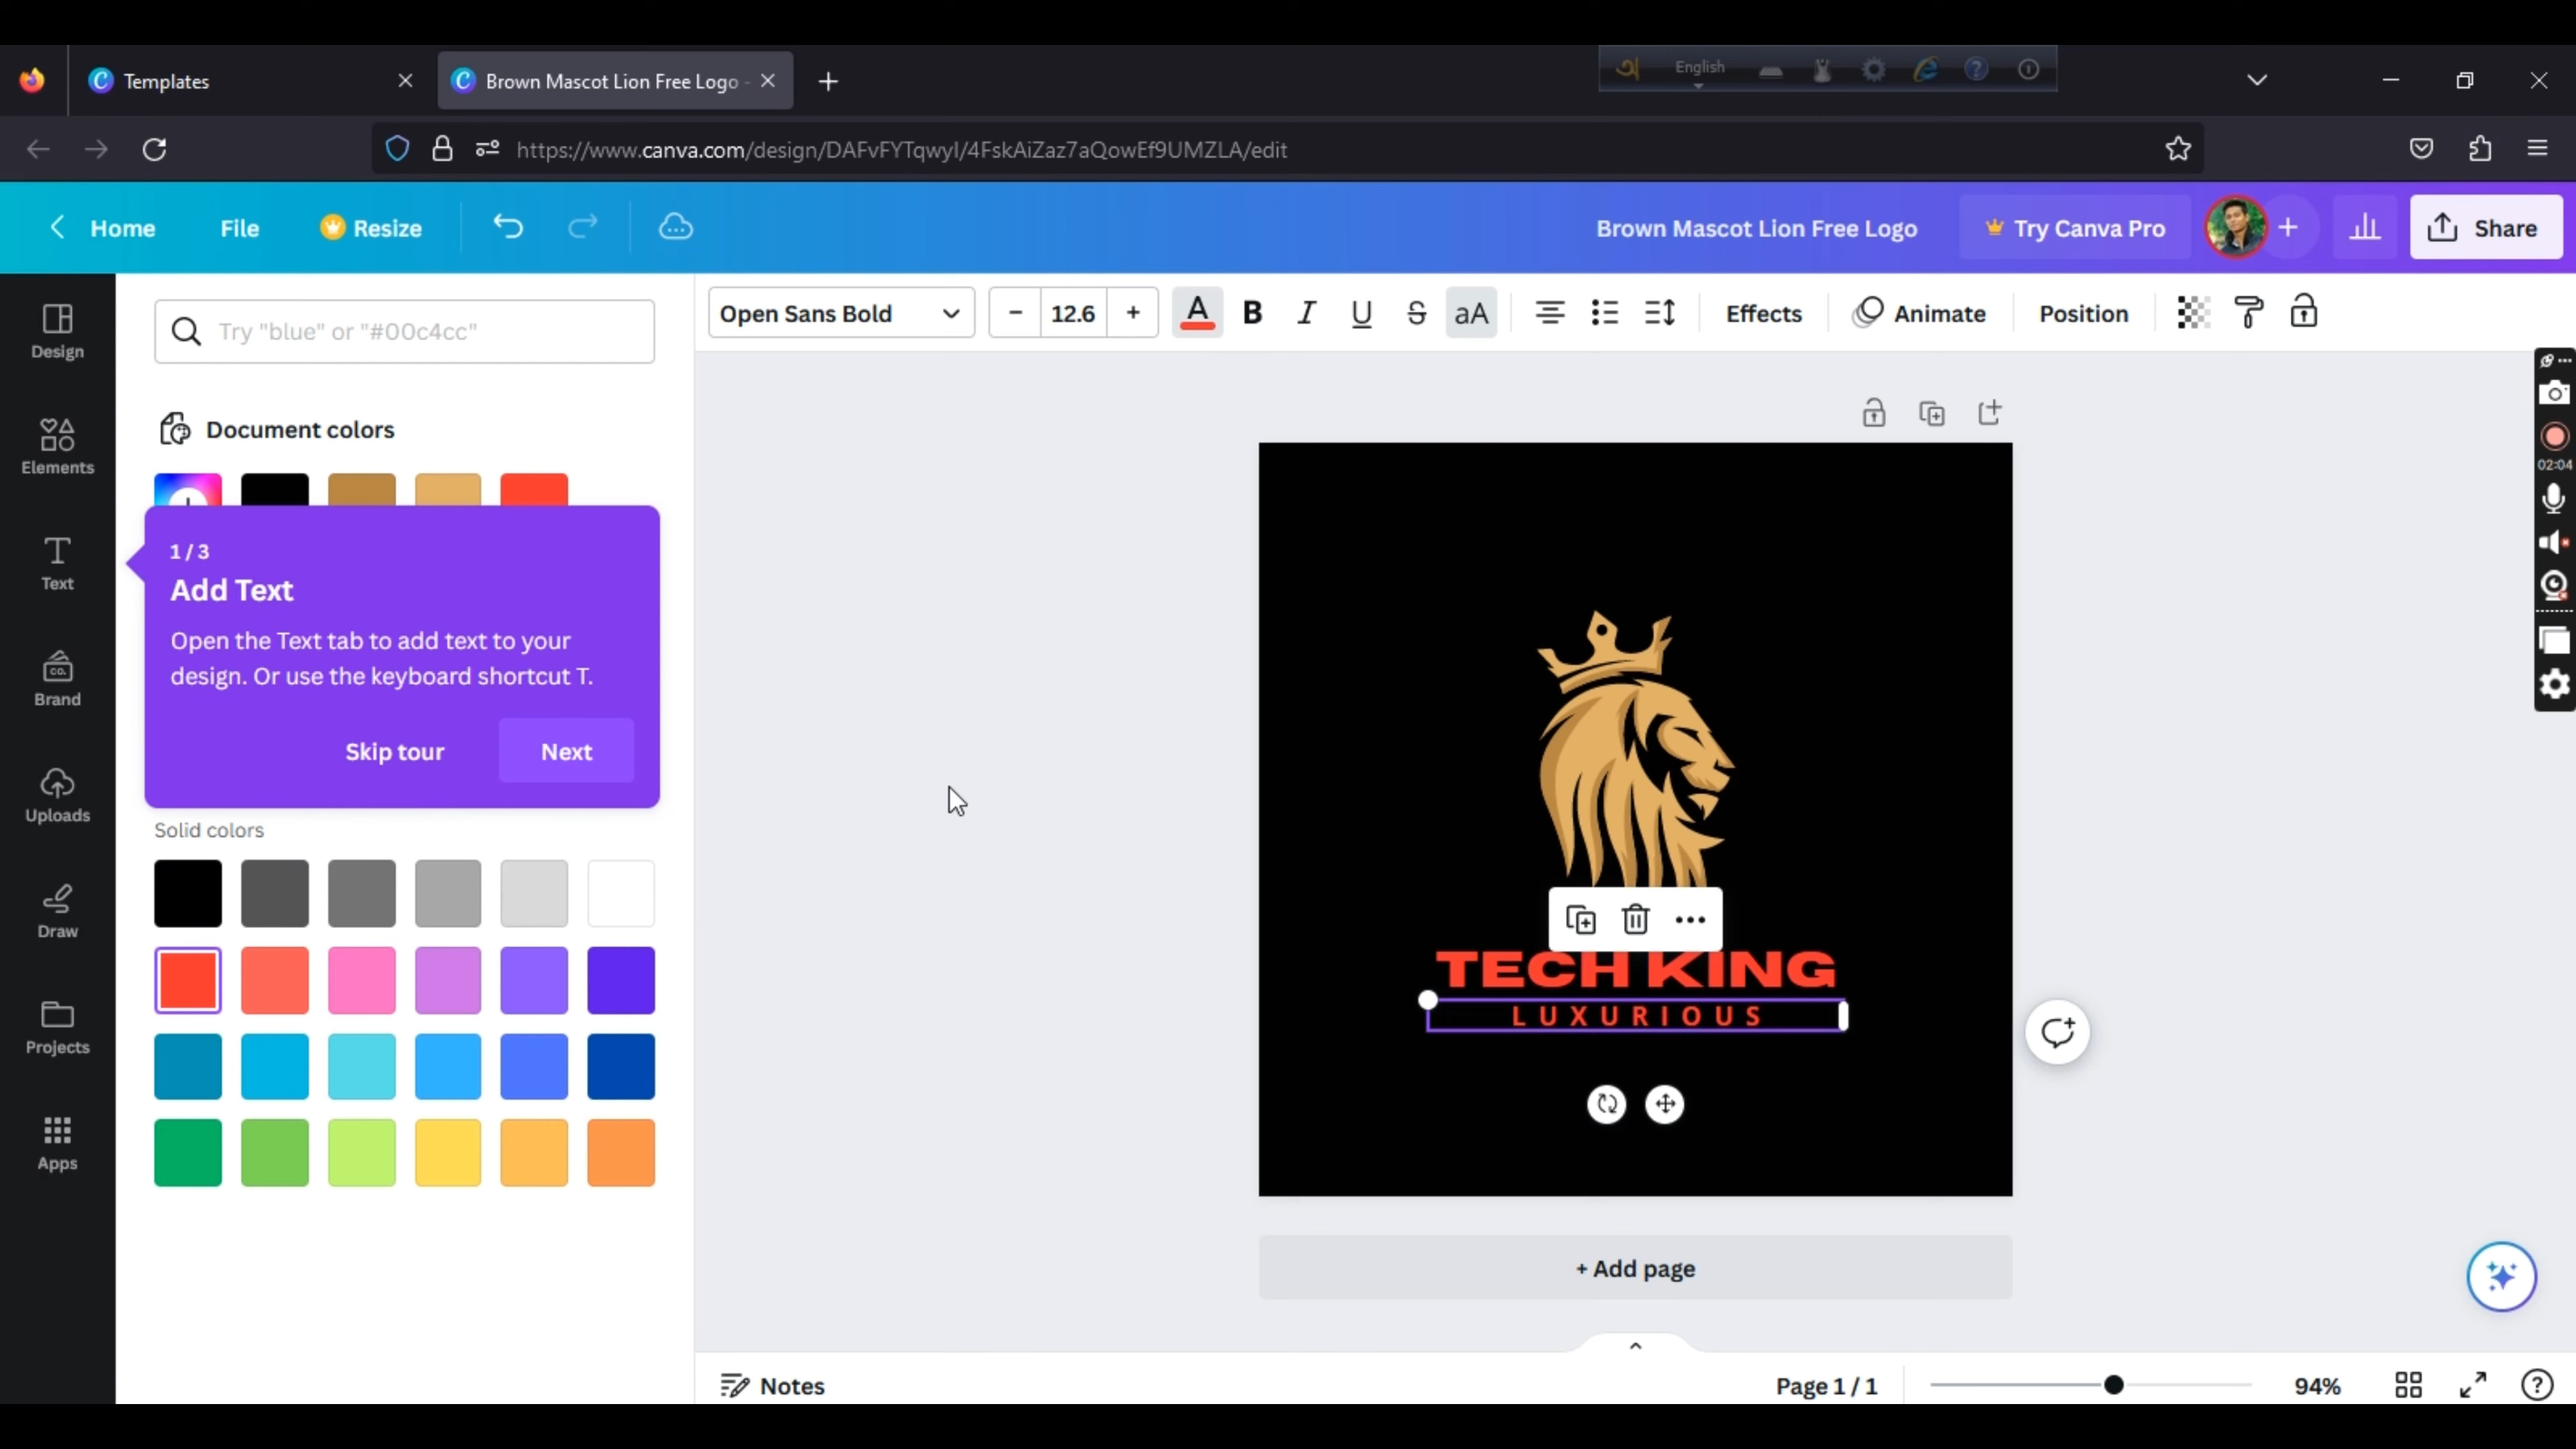 Templates
Brown Mascot Lion Free Logo -
English
https://www.canva.com/design/DAFvFYTqwyI/4FskAiZaz7aQowEf9UMZLA/edit
Home
File
Resize
Brown Mascot Lion Free Logo
Try Canva Pro
Share
Design
Elements
Text
Brand
CO.
Uploads
Draw
Projects
Apps
Try "blue" or "#00c4cc"
Open Sans Bold
- 12.6 +
A
B
I
U
S
aA
Effects
Animate
Position
Document colors
1 / 3
Add Text
Open the Text tab to add text to your
design. Or use the keyboard shortcut T.
Skip tour
Next
Solid colors
02:04
TECH KING
LUXURIOUS
+ Add page
Notes
Page 1 / 1
94%